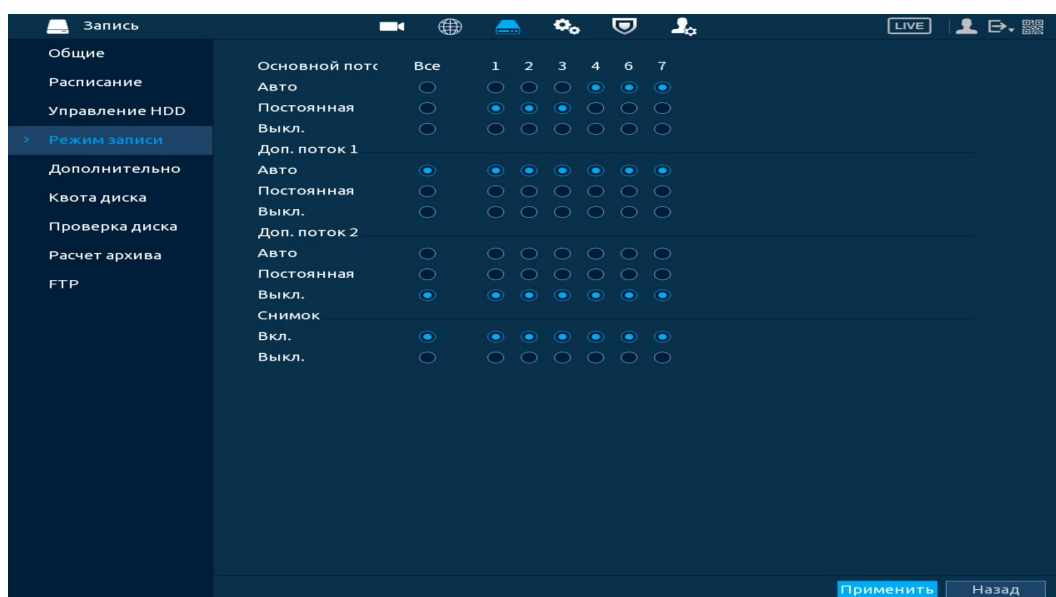 Запись LIVE
Общие
Расписание
Управление HDD
> Режим записи
Дополнительно
Квота диска
Проверка диска
Расчет архива
FTP
Основной пото Все 1 2 3 4 6 7
Авто
Постоянная
Выкл.
Доп. поток 1
Авто
Постоянная
Выкл.
Доп. поток 2
Авто
Постоянная
Выкл.
Снимок
Вкл.
Выкл.
Применить Назад